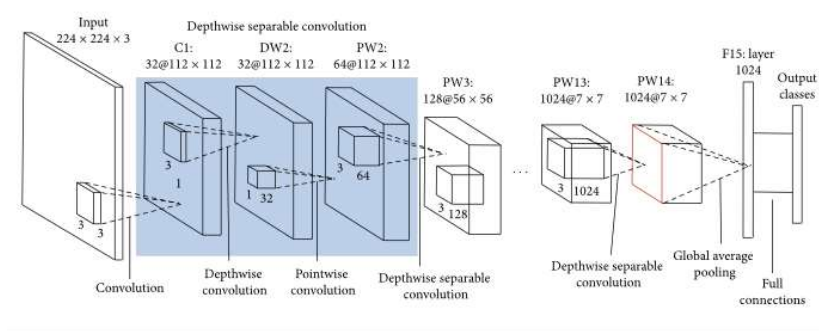 Input
224 × 224 × 3
Depthwise separable convolution
C1:
32@112 × 112
DW2:
32@112 × 112
PW2:
64@112 × 112
PW3:
128@56 × 56
PW13:
1024@7 × 7
PW14:
1024@7 × 7
F15: layer
1024
Output
classes
3
3
3
1
1
32
3
64
3
128
...
3
1024
Convolution
Depthwise
convolution
Pointwise
convolution
Depthwise separable
convolution
Depthwise separable
convolution
Global average
pooling
Full
connections